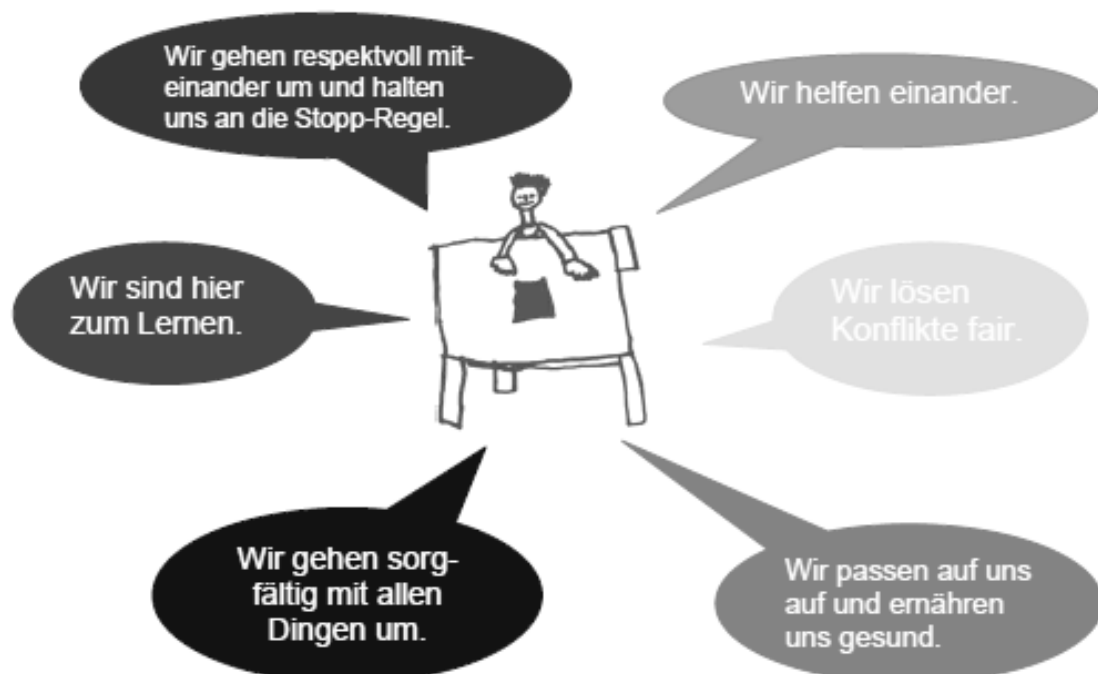 Wir gehen respektvoll mit-
einander um und halten
uns an die Stopp-Regel.
Wir helfen einander.
Wir sind hier
zum Lernen.
Wir lösen
Konflikte fair.
Wir gehen sorg-
fältig mit allen
Dingen um.
Wir passen auf uns
auf und ernähren
uns gesund.